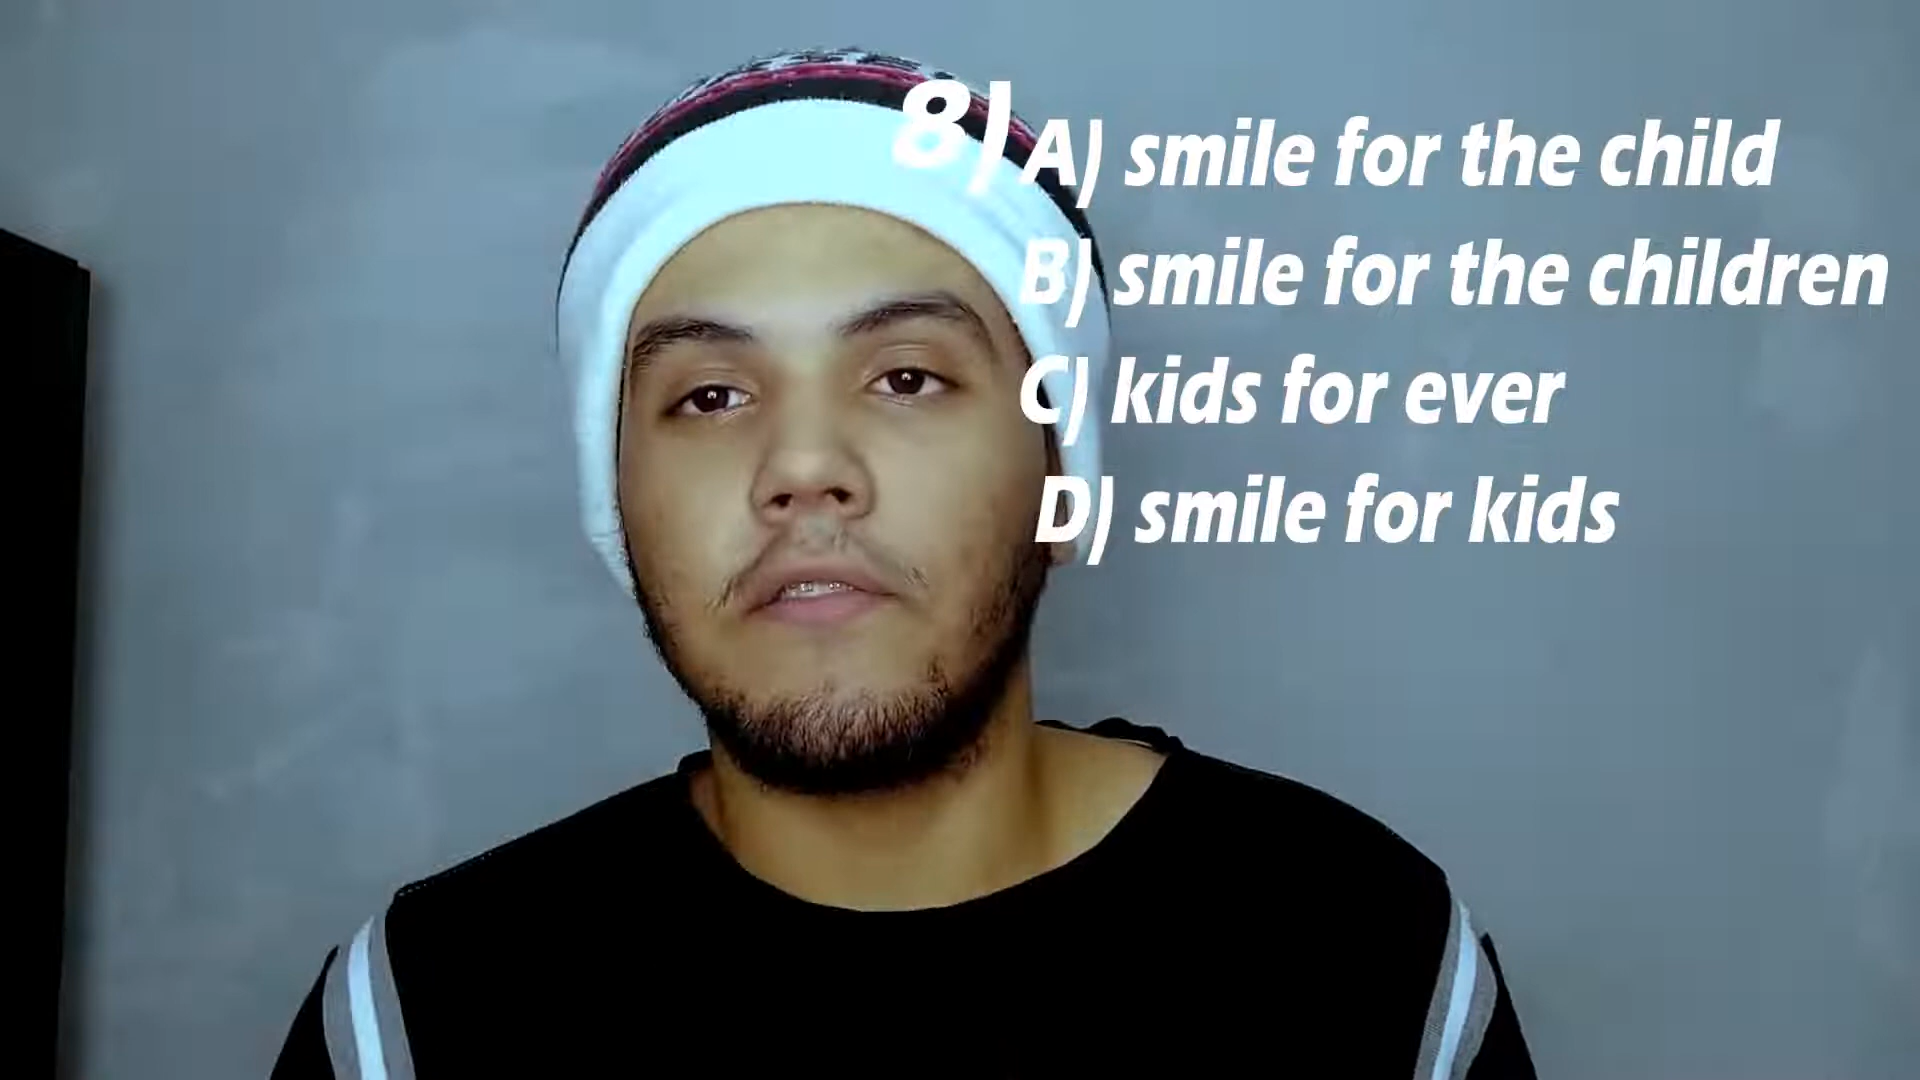 8) A) smile for the child
B) smile for the children
C) kids for ever
D) smile for kids